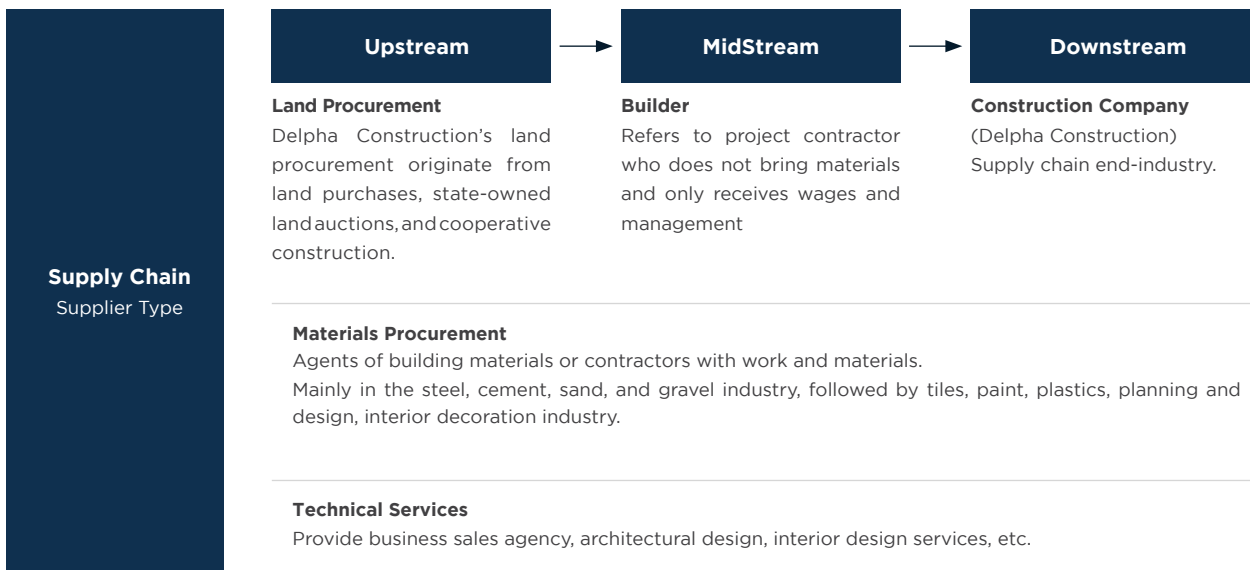 Supply Chain
Supplier Type
Upstream
MidStream
Downstream
Land Procurement
Delpha Construction's land
procurement originate from
land purchases, state-owned
land auctions, and cooperative
construction.
Builder
Refers to project contractor
who does not bring materials
and only receives wages and
management
Construction Company
(Delpha Construction)
Supply chain end-industry.
Materials Procurement
Agents of building materials or contractors with work and materials.
Mainly in the steel, cement, sand, and gravel industry, followed by tiles, paint, plastics, planning and
design, interior decoration industry.
Technical Services
Provide business sales agency, architectural design, interior design services, etc.